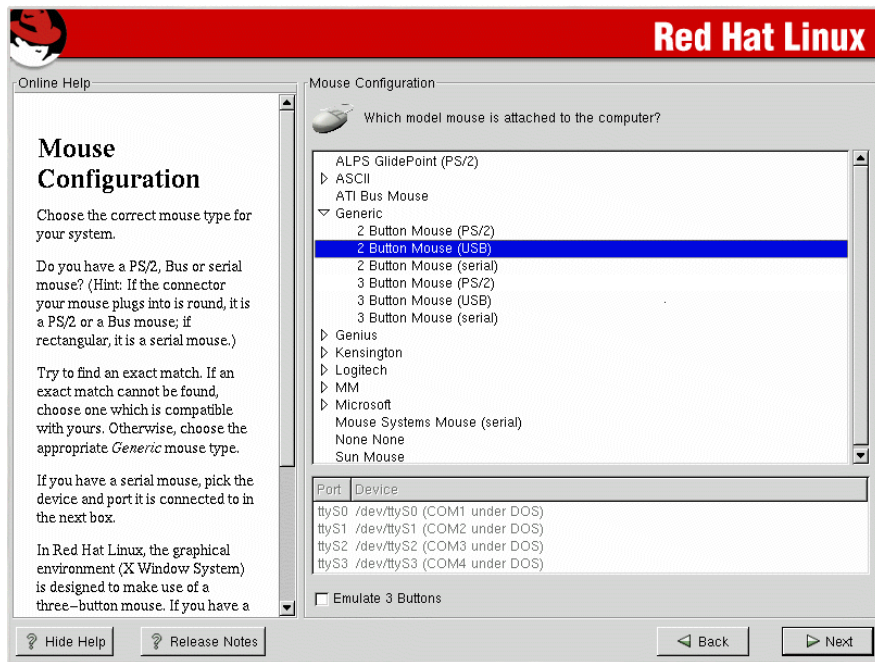 Red Hat Linux
Online Help
Mouse
Configuration
Choose the correct mouse type for
your system.
Do you have a PS/2, Bus or serial
mouse? (Hint: If the connector
your mouse plugs into is round, it is
a PS/2 or a Bus mouse; if
rectangular, it is a serial mouse.)
Try to find an exact match. If an
exact match cannot be found,
choose one which is compatible
with yours. Otherwise, choose the
appropriate Generic mouse type.
If you have a serial mouse, pick the
device and port it is connected to in
the next box.
In Red Hat Linux, the graphical
environment (X Window System)
is designed to make use of a
three-button mouse. If you have a
Mouse Configuration
Which model mouse is attached to the computer?
ALPS GlidePoint (PS/2)
ASCII
ATI Bus Mouse
Generic
2 Button Mouse (PS/2)
2 Button Mouse (USB)
2 Button Mouse (serial)
3 Button Mouse (PS/2)
3 Button Mouse (USB)
3 Button Mouse (serial)
Genius
Kensington
Logitech
MM
Microsoft
Mouse Systems Mouse (serial)
None None
Sun Mouse
Port Device
ttyS0 /dev/ttyS0 (COM1 under DOS)
ttyS1 /dev/ttyS1 (COM2 under DOS)
ttyS2 /dev/ttyS2 (COM3 under DOS)
ttyS3 /dev/ttyS3 (COM4 under DOS)
Emulate 3 Buttons
Hide Help Release Notes Back Next